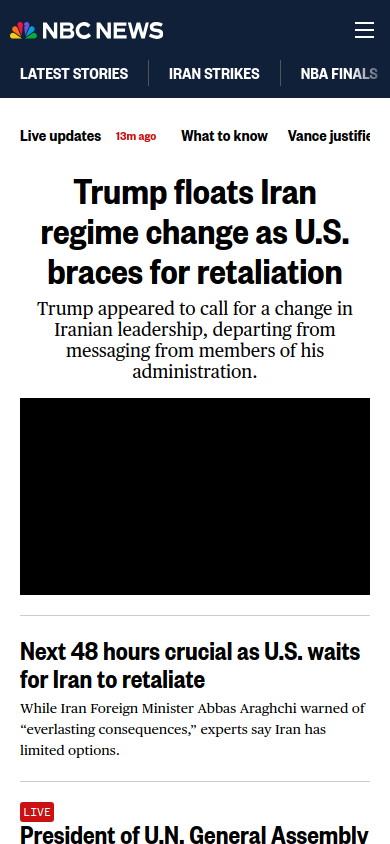 NBC NEWS
LATEST STORIES
IRAN STRIKES
NBA FINALS
Live updates
13m ago
What to know
Vance justifie
Trump floats Iran
regime change as U.S.
braces for retaliation
Trump appeared to call for a change in
Iranian leadership, departing from
messaging from members of his
administration.
Next 48 hours crucial as U.S. waits
for Iran to retaliate
While Iran Foreign Minister Abbas Araghchi warned of
“everlasting consequences,” experts say Iran has
limited options.
LIVE
President of U.N. General Assembly